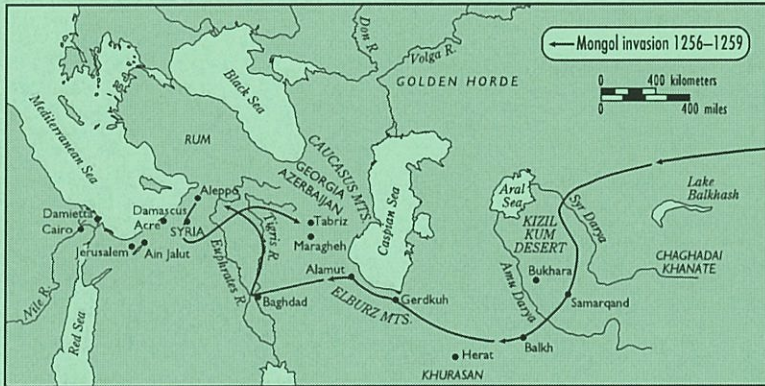 Mongol invasion 1256–1259
0 400 kilometers
0 400 miles
Don R.
Volga R.
GOLDEN HORDE
Black Sea
Mediterranean Sea
RUM
CAUCASUS MTS.
GEORGIA
AZERBAIJAN
Caspian Sea
Aral
Sea
Syr Darya
Lake
Balkhash
KIZIL
KUM
DESERT
CHAGHADAI
KHANATE
Aleppo
Damietta
Cairo
Damascus
Acre
SYRIA
Jerusalem
Ain Jalut
Tigris R.
Euphrates R.
Tabriz
Maragheh
Alamut
Baghdad
ELBURZ MTS.
Gerdkuh
Bukhara
Amu Darya
Samarqand
Balkh
Herat
KHURASAN
Nile R.
Red Sea